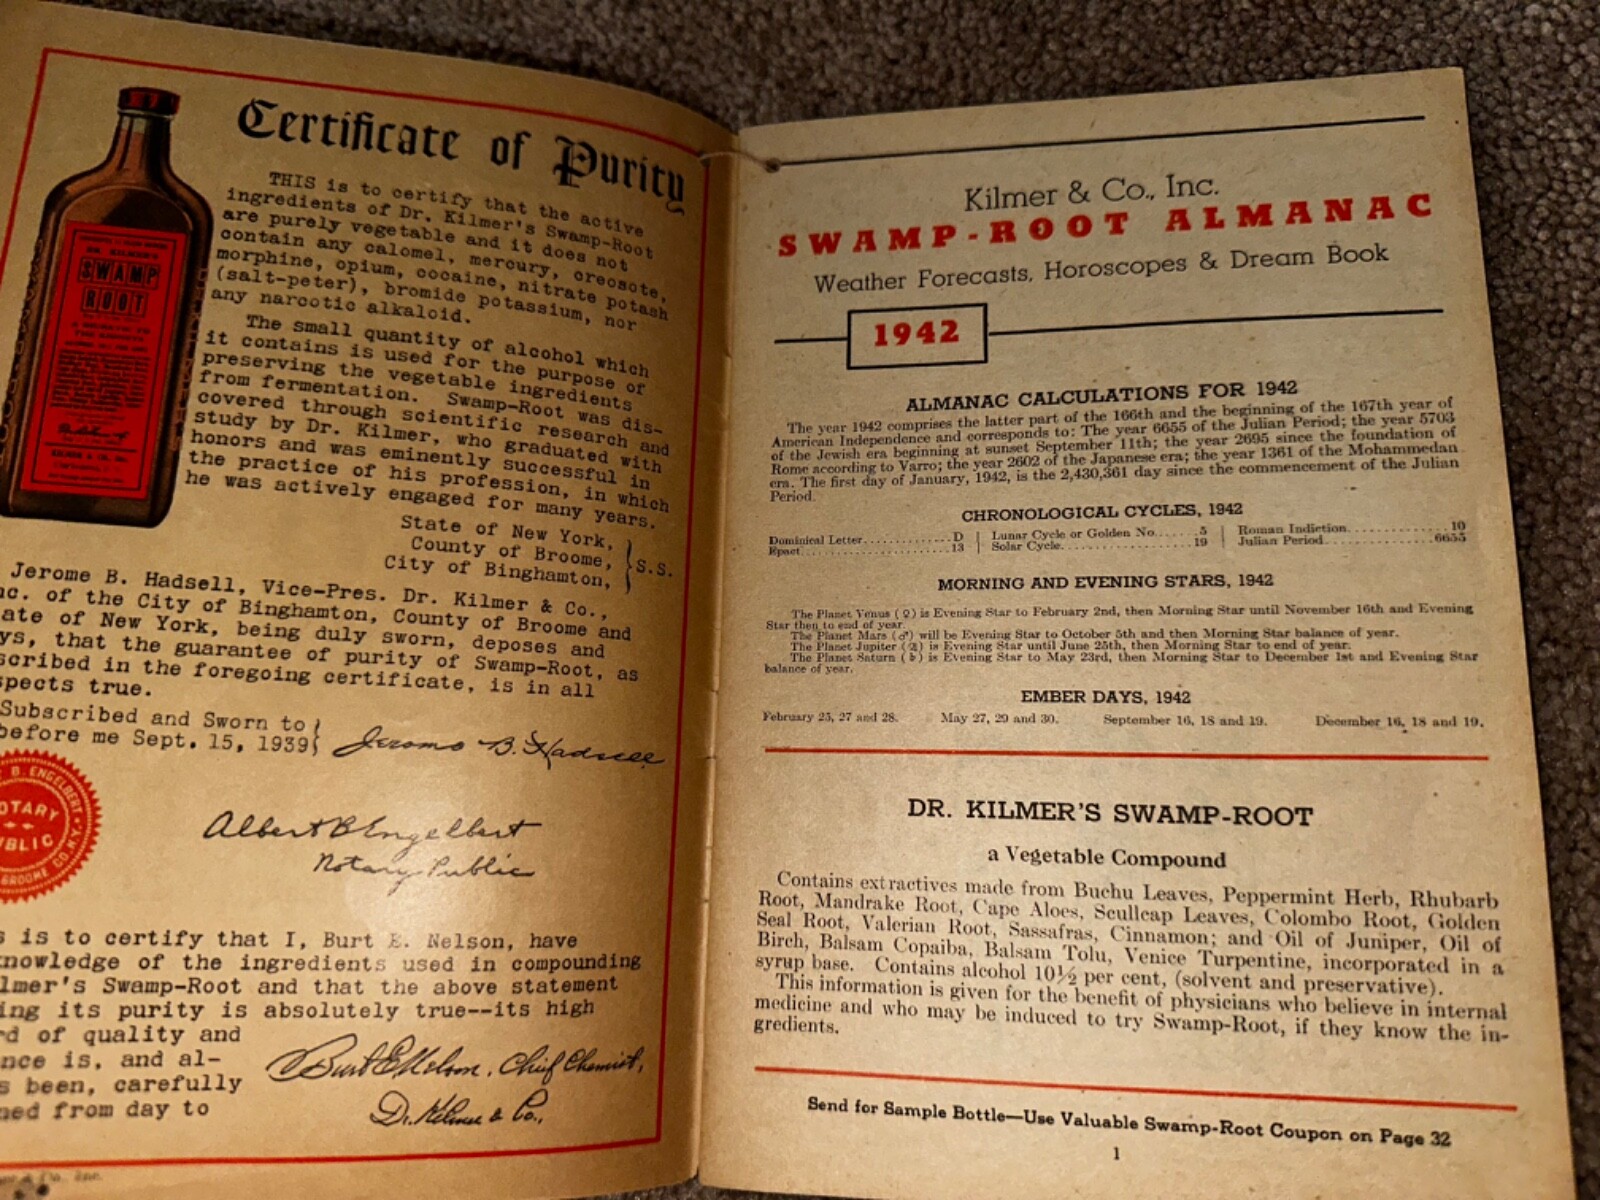 Certificate of Purity
THIS is to certify that the active
ingredients of Dr. Kilmer's Swamp-Root
are purely vegetable and it does not
contain any calomel, mercury, creosote,
morphine, opium, cocaine, nitrate potash
(salt-peter), bromide potassium, nor
any narcotic alkaloid.
The small quantity of alcohol which
it contains is used for the purpose of
preserving the vegetable ingredients
from fermentation. Swamp-Root was dis-
covered through scientific research and
study by Dr. Kilmer, who graduated with
honors and was eminently successful in
the practice of his profession, in which
he was actively engaged for many years.
DR. KILMER'S
SWAMP
ROOT
KILMER & CO., INC.
State of New York,
County of Broome, } S.S.
City of Binghamton,
Jerome B. Hadsell, Vice-Pres. Dr. Kilmer & Co.,
nc. of the City of Binghamton, County of Broome and
ate of New York, being duly sworn, deposes and
ys, that the guarantee of purity of Swamp-Root, as
scribed in the foregoing certificate, is in all
spects true.
Subscribed and Sworn to
before me Sept. 15, 1939 } Jerome B. Hadsell
B. ENGELBERT
OTARY
BLIC
BROOME CO.
Albert B Engelbert
Notary Public
s is to certify that I, Burt E. Nelson, have
knowledge of the ingredients used in compounding
lmer's Swamp-Root and that the above statement
ing its purity is absolutely true--its high
rd of quality and
nce is, and al-
s been, carefully
ned from day to
Burt E Nelson, Chief Chemist,
Dr. Kilmer & Co.,
Co. Inc.
Kilmer & Co., Inc.
SWAMP-ROOT ALMANAC
Weather Forecasts, Horoscopes & Dream Book
1942
ALMANAC CALCULATIONS FOR 1942
The year 1942 comprises the latter part of the 166th and the beginning of the 167th year of
American Independence and corresponds to: The year 6655 of the Julian Period; the year 5703
of the Jewish era beginning at sunset September 11th; the year 2695 since the foundation of
Rome according to Varro; the year 2602 of the Japanese era; the year 1361 of the Mohammedan
era. The first day of January, 1942, is the 2,430,361 day since the commencement of the Julian
Period.
CHRONOLOGICAL CYCLES, 1942
Dominical Letter............D | Lunar Cycle or Golden No......5 | Roman Indiction..............10
Epact....................13 | Solar Cycle..................19 | Julian Period...............6655
MORNING AND EVENING STARS, 1942
The Planet Venus (♀) is Evening Star to February 2nd, then Morning Star until November 16th and Evening
Star then to end of year.
The Planet Mars (♂) will be Evening Star to October 5th and then Morning Star balance of year.
The Planet Jupiter (♃) is Evening Star until June 25th, then Morning Star to end of year.
The Planet Saturn (♄) is Evening Star to May 23rd, then Morning Star to December 1st and Evening Star
balance of year.
EMBER DAYS, 1942
February 25, 27 and 28. May 27, 29 and 30. September 16, 18 and 19. December 16, 18 and 19.
DR. KILMER'S SWAMP-ROOT
a Vegetable Compound
Contains extractives made from Buchu Leaves, Peppermint Herb, Rhubarb
Root, Mandrake Root, Cape Aloes, Scullcap Leaves, Colombo Root, Golden
Seal Root, Valerian Root, Sassafras, Cinnamon; and Oil of Juniper, Oil of
Birch, Balsam Copaiba, Balsam Tolu, Venice Turpentine, incorporated in a
syrup base. Contains alcohol 10½ per cent, (solvent and preservative).
This information is given for the benefit of physicians who believe in internal
medicine and who may be induced to try Swamp-Root, if they know the in-
gredients.
Send for Sample Bottle—Use Valuable Swamp-Root Coupon on Page 32
1